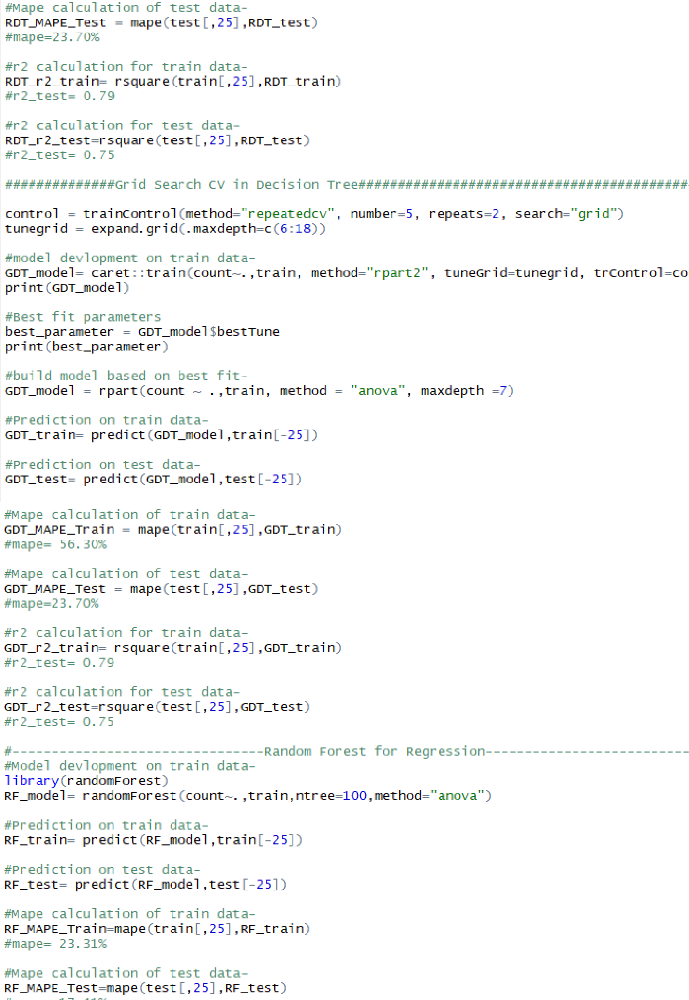 #Mape calculation of test data-
RDT_MAPE_Test = mape(test[,25],RDT_test)
#mape=23.70%
#r2 calculation for train data-
RDT_r2_train= rsquare(train[,25],RDT_train)
#r2_test= 0.79
#r2 calculation for test data-
RDT_r2_test=rsquare(test[,25],RDT_test)
#r2_test= 0.75
##############Grid Search CV in Decision Tree##########################################
control = trainControl(method="repeatedcv", number=5, repeats=2, search="grid")
tunegrid = expand.grid(.maxdepth=c(6:18))
#model devlopment on train data-
GDT_model= caret::train(count~.,train, method="rpart2", tuneGrid=tunegrid, trControl=co
print(GDT_model)
#Best fit parameters
best_parameter = GDT_model$bestTune
print(best_parameter)
#build model based on best fit-
GDT_model = rpart(count ~ .,train, method = "anova", maxdepth =7)
#Prediction on train data-
GDT_train= predict(GDT_model,train[-25])
#Prediction on test data-
GDT_test= predict(GDT_model,test[-25])
#Mape calculation of train data-
GDT_MAPE_Train = mape(train[,25],GDT_train)
#mape= 56.30%
#Mape calculation of test data-
GDT_MAPE_Test = mape(test[,25],GDT_test)
#mape=23.70%
#r2 calculation for train data-
GDT_r2_train= rsquare(train[,25],GDT_train)
#r2_test= 0.79
#r2 calculation for test data-
GDT_r2_test=rsquare(test[,25],GDT_test)
#r2_test= 0.75
#--------------------------------Random Forest for Regression--------------------------
#Model devlopment on train data-
library(randomForest)
RF_model= randomForest(count~.,train,ntree=100,method="anova")
#Prediction on train data-
RF_train= predict(RF_model,train[-25])
#Prediction on test data-
RF_test= predict(RF_model,test[-25])
#Mape calculation of train data-
RF_MAPE_Train=mape(train[,25],RF_train)
#mape= 23.31%
#Mape calculation of test data-
RF_MAPE_Test=mape(test[,25],RF_test)